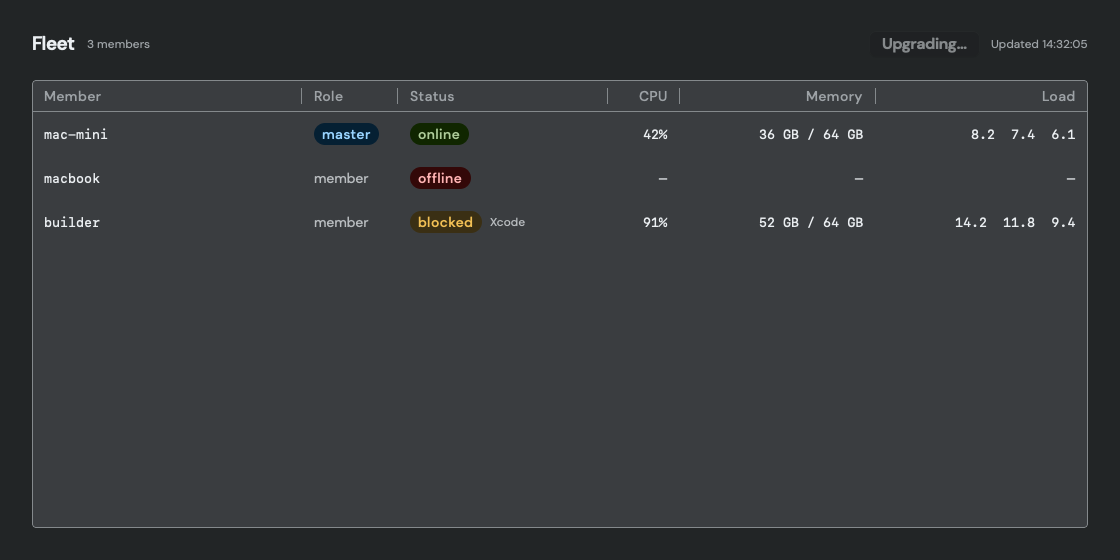 Fleet 3 members Upgrading... Updated 14:32:05
Member Role Status CPU Memory Load
mac-mini master online 42% 36 GB / 64 GB 8.2 7.4 6.1
macbook member offline — — —
builder member blocked Xcode 91% 52 GB / 64 GB 14.2 11.8 9.4